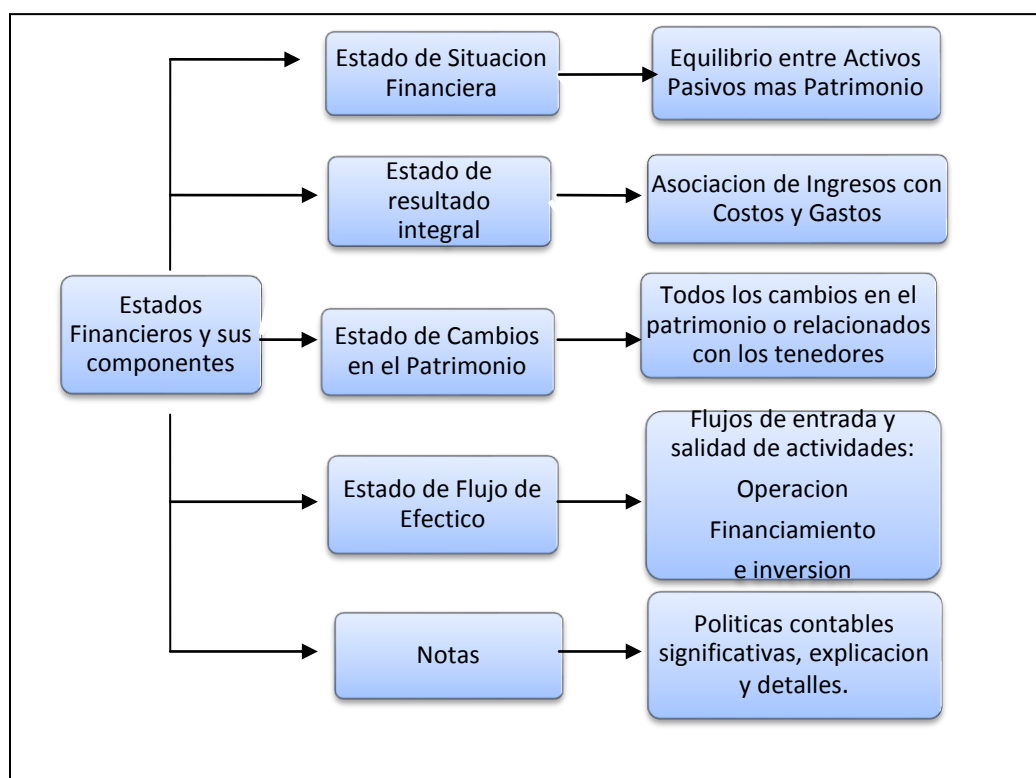 Estado de Situacion
Financiera
Equilibrio entre Activos
Pasivos mas Patrimonio
Estado de
resultado
integral
Asociacion de Ingresos con
Costos y Gastos
Estados
Financieros y sus
componentes
Estado de Cambios
en el Patrimonio
Todos los cambios en el
patrimonio o relacionados
con los tenedores
Estado de Flujo de
Efectico
Flujos de entrada y
salidad de actividades:
Operacion
Financiamiento
e inversion
Notas
Politicas contables
significativas, explicacion
y detalles.